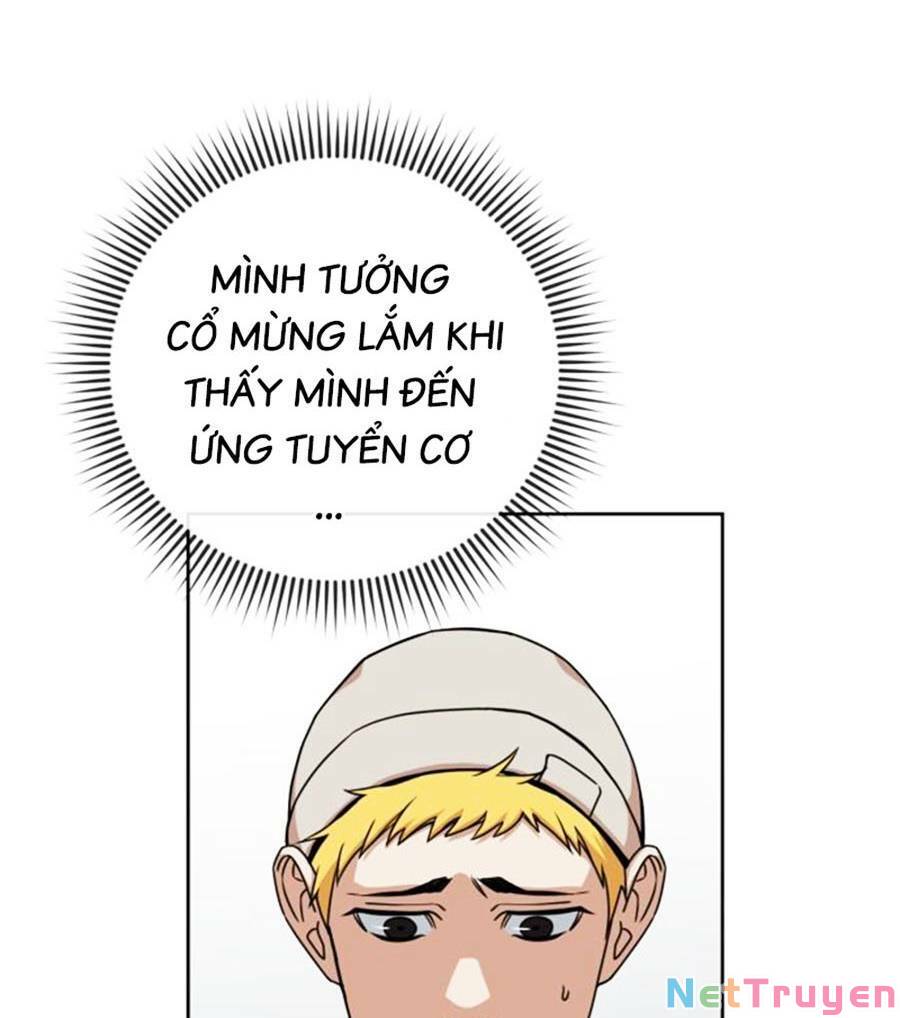 MÌNH TƯỞNG
CỔ MỪNG LẮM KHI
THẤY MÌNH ĐẾN
ỨNG TUYỂN CƠ
...
NetTruyen